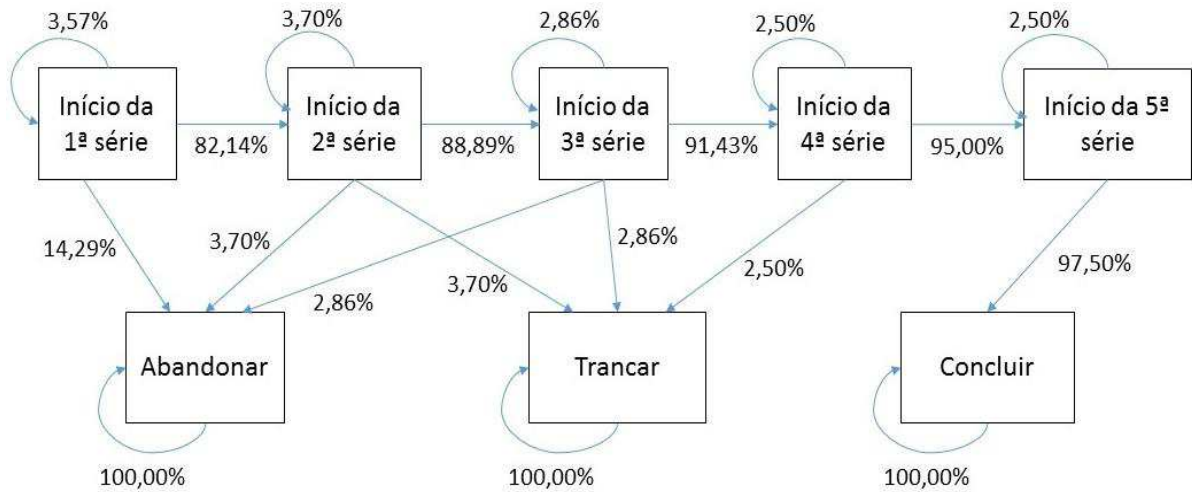 3,57%
3,70%
2,86%
2,50%
2,50%
Início da
1ª série
Início da
2ª série
Início da
3ª série
Início da
4ª série
Início da 5ª
série
82,14%
88,89%
91,43%
95,00%
14,29%
3,70%
2,86%
3,70%
2,86%
2,50%
97,50%
Abandonar
Trancar
Concluir
100,00%
100,00%
100,00%